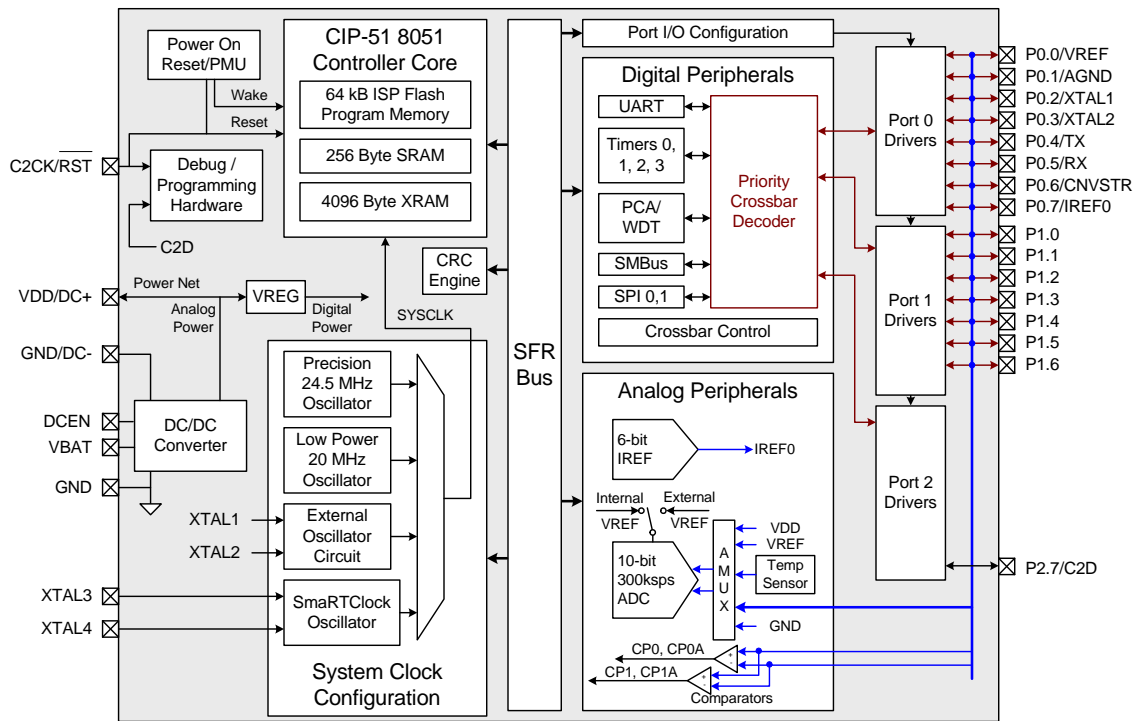 Power On
Reset/PMU
Wake
Reset
C2CK/RST
Debug /
Programming
Hardware
C2D
VDD/DC+
Power Net
Analog
Power
VREG
Digital
Power
GND/DC-
DCEN
VBAT
GND
DC/DC
Converter
XTAL1
XTAL2
XTAL3
XTAL4
CIP-51 8051
Controller Core
64 kB ISP Flash
Program Memory
256 Byte SRAM
4096 Byte XRAM
CRC
Engine
SYSCLK
Precision
24.5 MHz
Oscillator
Low Power
20 MHz
Oscillator
External
Oscillator
Circuit
SmaRTClock
Oscillator
System Clock
Configuration
SFR
Bus
Port I/O Configuration
Digital Peripherals
UART
Timers 0,
1, 2, 3
PCA/
WDT
SMBus
SPI 0,1
Priority
Crossbar
Decoder
Crossbar Control
Analog Peripherals
6-bit
IREF
IREF0
Internal
VREF
External
VREF
10-bit
300ksps
ADC
A
M
U
X
VDD
VREF
Temp
Sensor
GND
CP0, CP0A
+
-
CP1, CP1A
+
-
Comparators
Port 0
Drivers
Port 1
Drivers
Port 2
Drivers
P0.0/VREF
P0.1/AGND
P0.2/XTAL1
P0.3/XTAL2
P0.4/TX
P0.5/RX
P0.6/CNVSTR
P0.7/IREF0
P1.0
P1.1
P1.2
P1.3
P1.4
P1.5
P1.6
P2.7/C2D